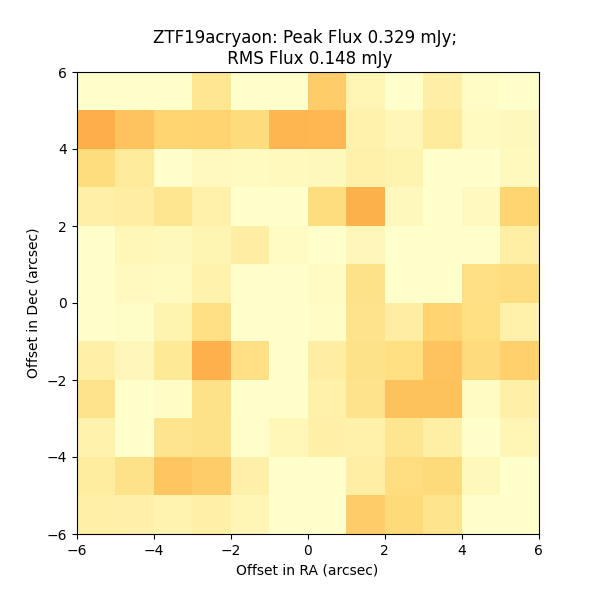 ZTF19acryaon: Peak Flux 0.329 mJy;
RMS Flux 0.148 mJy
6
4
2
0
−2
−4
−6
Offset in Dec (arcsec)
−6 −4 −2 0 2 4 6
Offset in RA (arcsec)